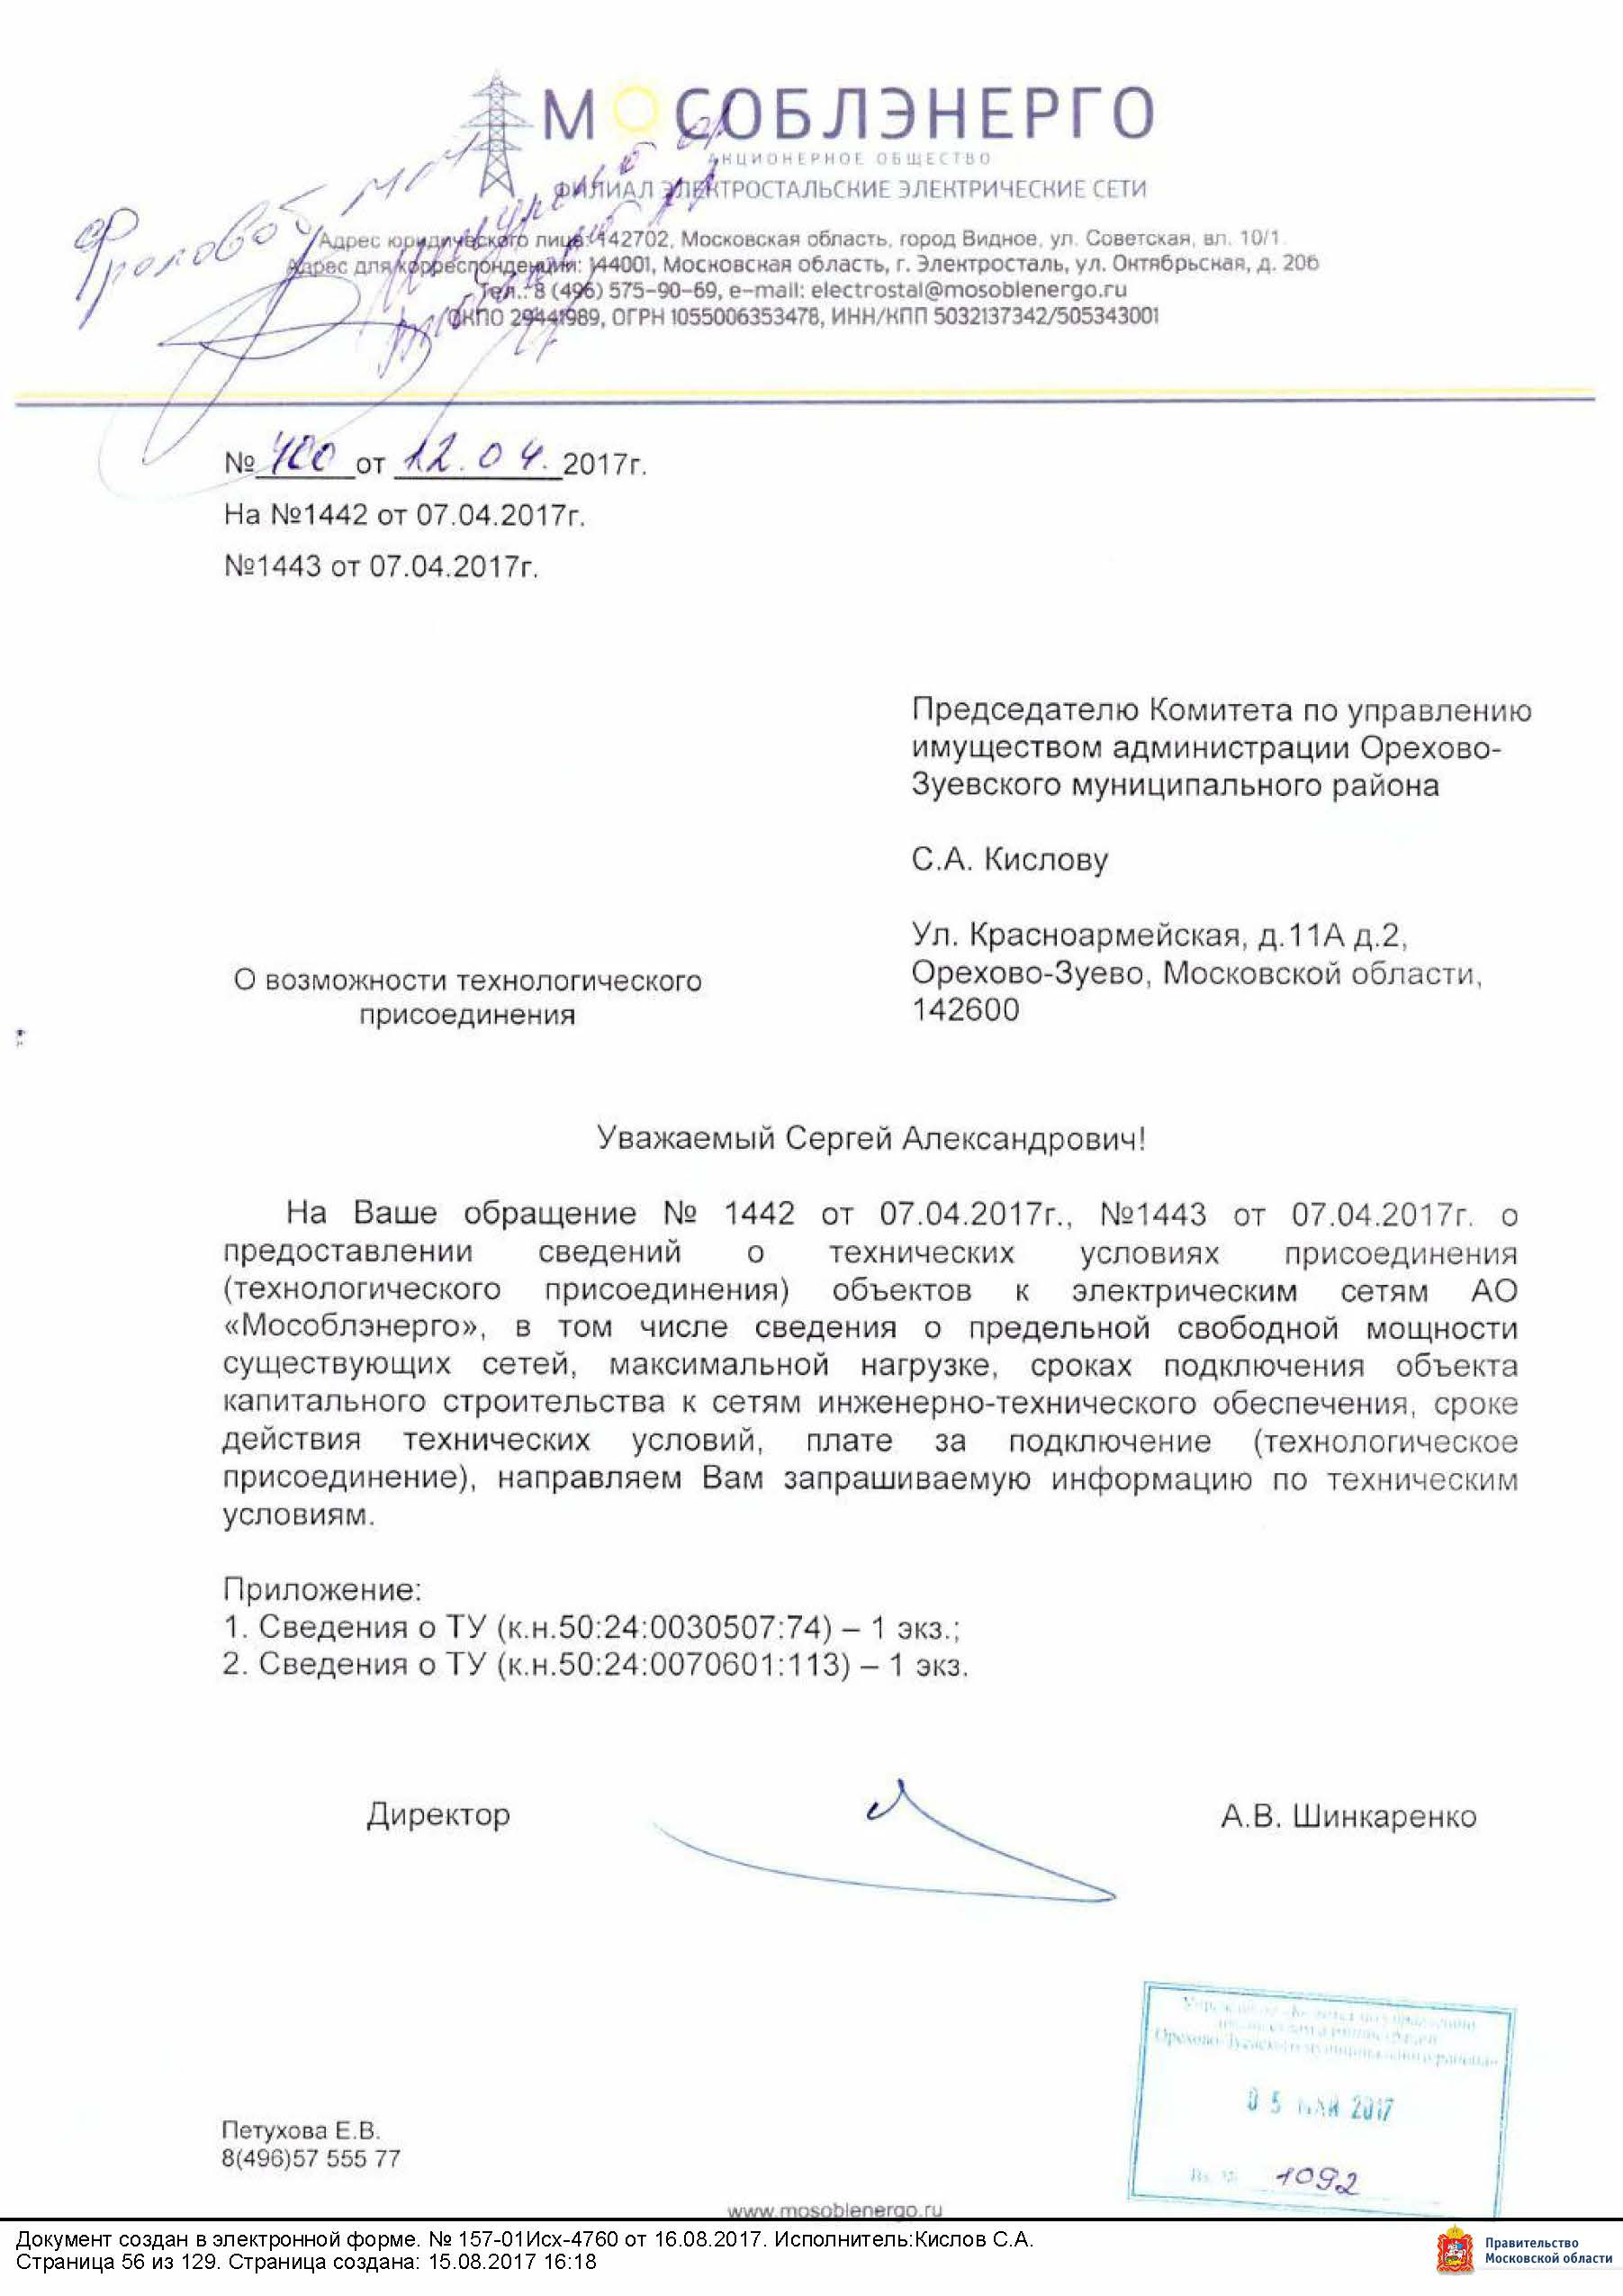 МОСОБЛЭНЕРГО
АКЦИОНЕРНОЕ ОБЩЕСТВО
ФИЛИАЛ ЭЛЕКТРОСТАЛЬСКИЕ ЭЛЕКТРИЧЕСКИЕ СЕТИ
Фроловой
Адрес юридического лица: 142702, Московская область, город Видное, ул. Советская, вл. 10/1.
Адрес для корреспонденции: 144001, Московская область, г. Электросталь, ул. Октябрьская, д. 20б
Тел.: 8 (496) 575-90-69, e-mail: electrostal@mosoblenergo.ru
ОКПО 29441989, ОГРН 1055006353478, ИНН/КПП 5032137342/505343001
№ 400 от 12.04. 2017г.
На №1442 от 07.04.2017г.
№1443 от 07.04.2017г.
Председателю Комитета по управлению
имуществом администрации Орехово-
Зуевского муниципального района
С.А. Кислову
Ул. Красноармейская, д.11А д.2,
Орехово-Зуево, Московской области,
142600
О возможности технологического
присоединения
Уважаемый Сергей Александрович!
На Ваше обращение № 1442 от 07.04.2017г., №1443 от 07.04.2017г. о
предоставлении сведений о технических условиях присоединения
(технологического присоединения) объектов к электрическим сетям АО
«Мособлэнерго», в том числе сведения о предельной свободной мощности
существующих сетей, максимальной нагрузке, сроках подключения объекта
капитального строительства к сетям инженерно-технического обеспечения, сроке
действия технических условий, плате за подключение (технологическое
присоединение), направляем Вам запрашиваемую информацию по техническим
условиям.
Приложение:
1. Сведения о ТУ (к.н.50:24:0030507:74) – 1 экз.;
2. Сведения о ТУ (к.н.50:24:0070601:113) – 1 экз.
Директор А.В. Шинкаренко
Орехово-Зуевского муниципального района»
05 МАЙ 2017
Вх. № 1092
Петухова Е.В.
8(496)57 555 77
www.mosoblenergo.ru
Документ создан в электронной форме. № 157-01Исх-4760 от 16.08.2017. Исполнитель:Кислов С.А.
Страница 56 из 129. Страница создана: 15.08.2017 16:18
Правительство
Московской области